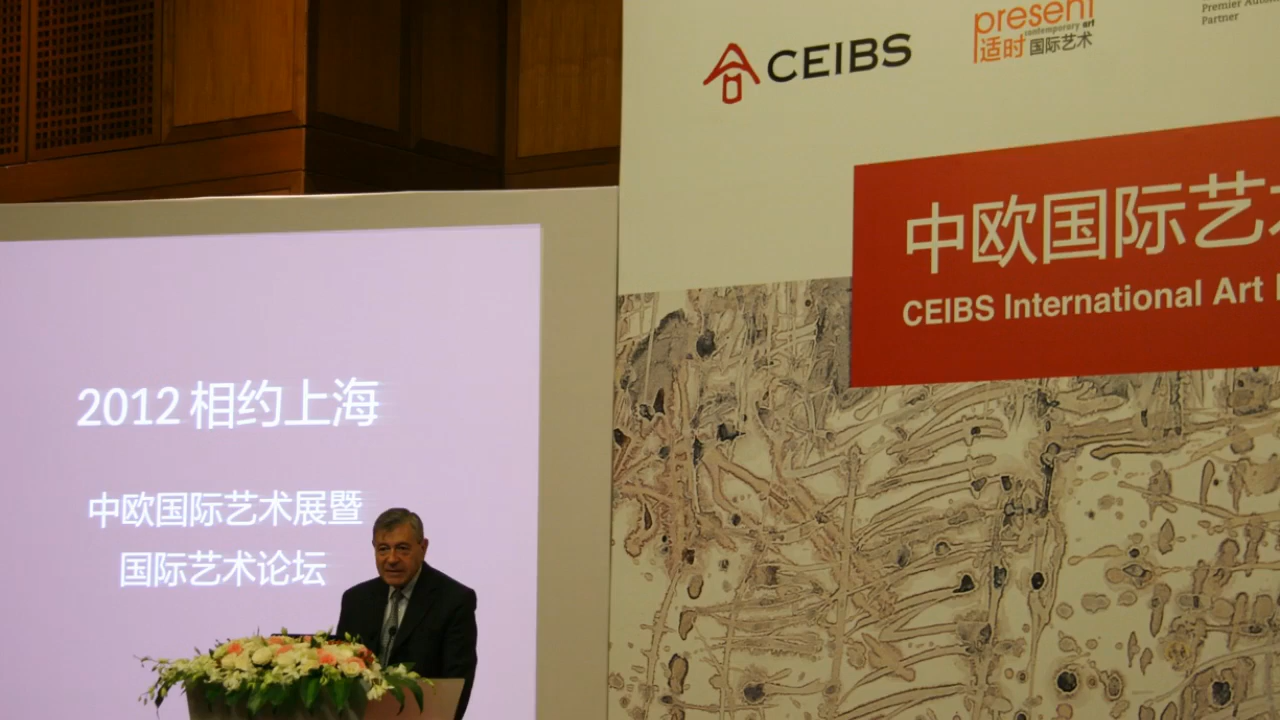 2012 相约上海
中欧国际艺术展暨
国际艺术论坛
CEIBS
present
contemporary art
适时 国际艺术
Premier
Partner
中欧国际艺
CEIBS International Art